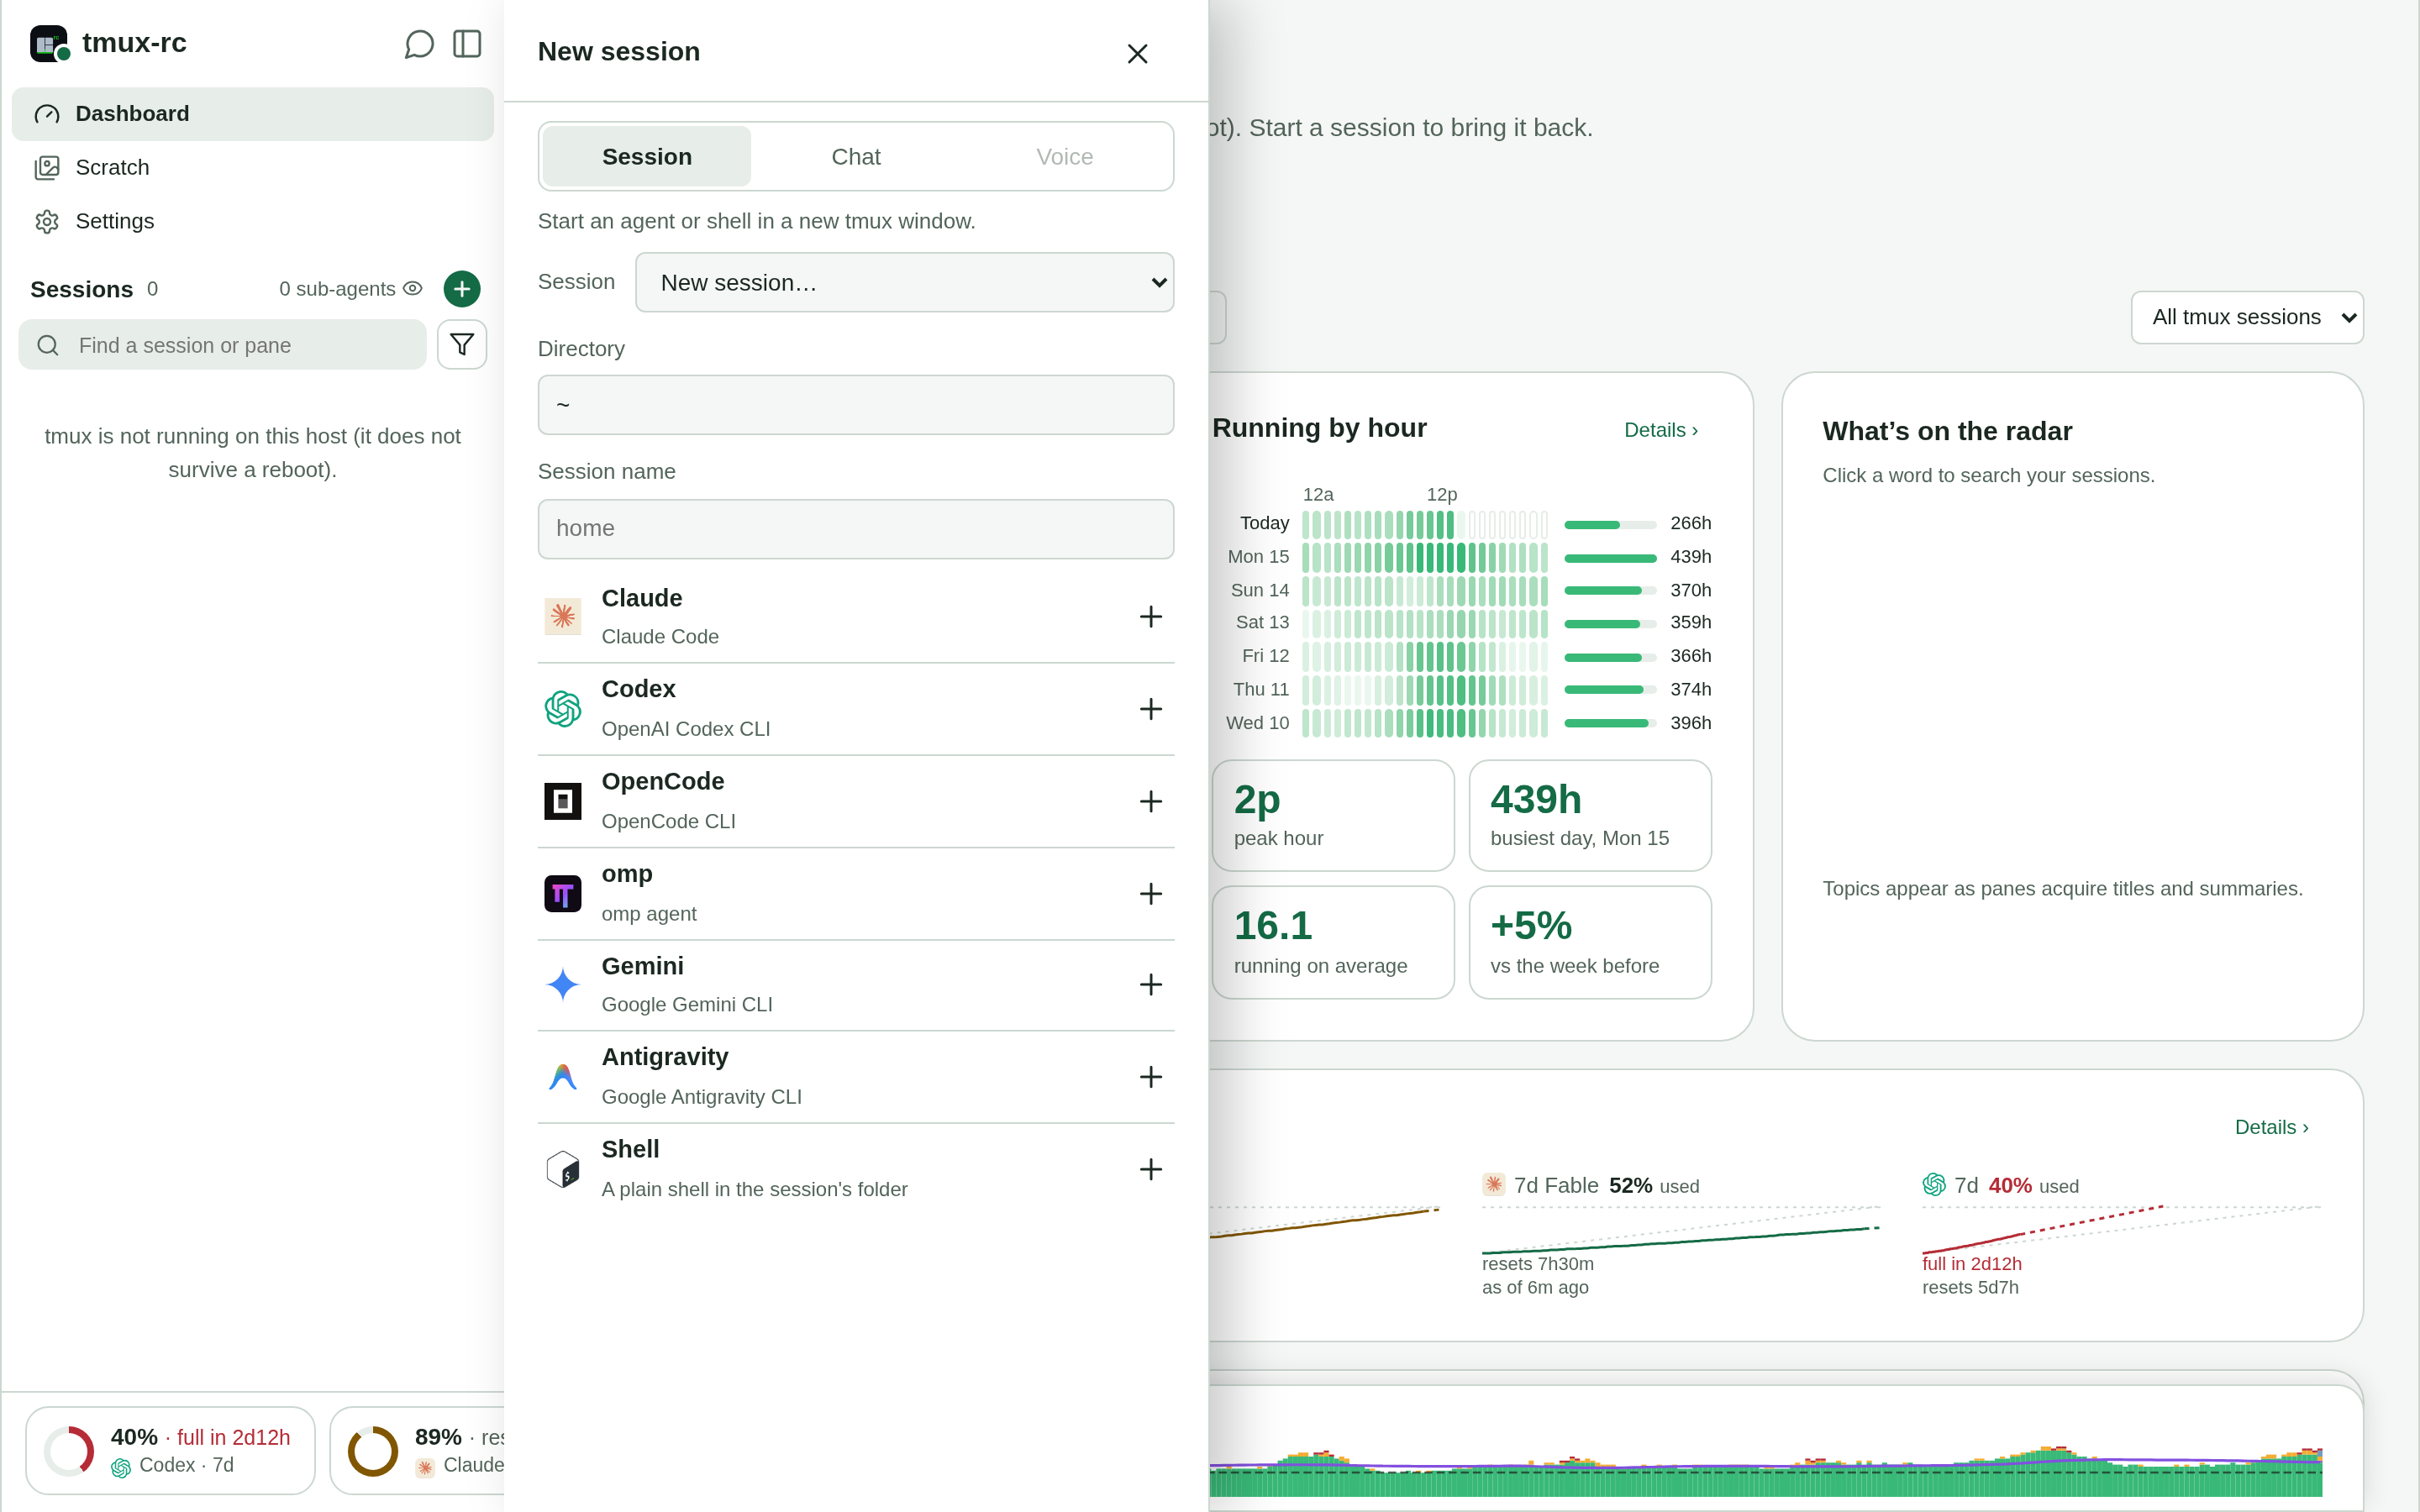 tmux-rc
Dashboard
Scratch
Settings
Sessions 0 0 sub-agents
Find a session or pane
tmux is not running on this host (it does not
survive a reboot).
40% · full in 2d12h
Codex · 7d
89% · res
Claude
New session
Session Chat Voice
Start an agent or shell in a new tmux window.
Session New session…
Directory
~
Session name
home
Claude
Claude Code
Codex
OpenAI Codex CLI
OpenCode
OpenCode CLI
omp
omp agent
Gemini
Google Gemini CLI
Antigravity
Google Antigravity CLI
Shell
A plain shell in the session's folder
ot). Start a session to bring it back.
All tmux sessions
Running by hour Details ›
12a 12p
Today 266h
Mon 15 439h
Sun 14 370h
Sat 13 359h
Fri 12 366h
Thu 11 374h
Wed 10 396h
2p
peak hour
439h
busiest day, Mon 15
16.1
running on average
+5%
vs the week before
What’s on the radar
Click a word to search your sessions.
Topics appear as panes acquire titles and summaries.
Details ›
7d Fable 52% used
resets 7h30m
as of 6m ago
7d 40% used
full in 2d12h
resets 5d7h